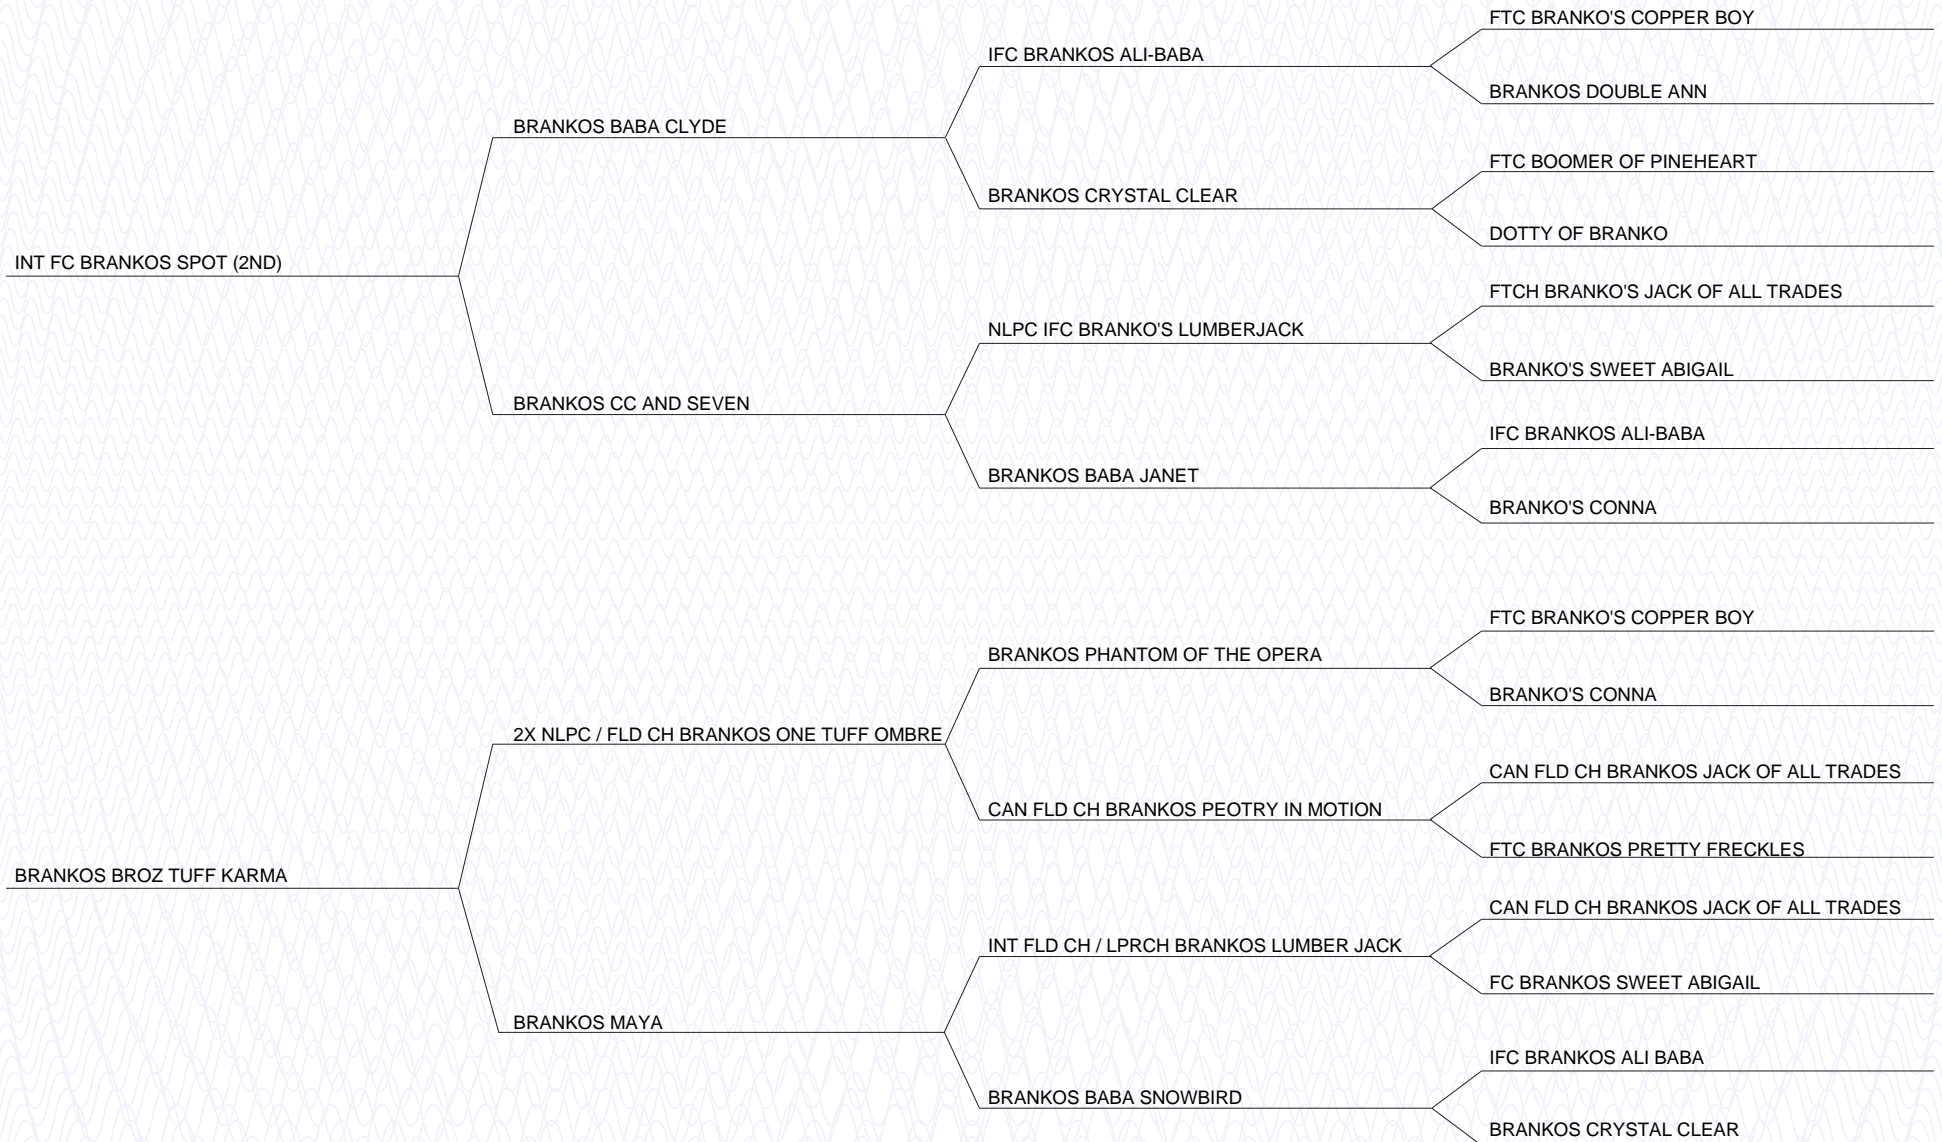 FTC BRANKO'S COPPER BOY
IFC BRANKOS ALI-BABA
BRANKOS DOUBLE ANN
BRANKOS BABA CLYDE
FTC BOOMER OF PINEHEART
BRANKOS CRYSTAL CLEAR
DOTTY OF BRANKO
INT FC BRANKOS SPOT (2ND)
FTCH BRANKO'S JACK OF ALL TRADES
NLPC IFC BRANKO'S LUMBERJACK
BRANKO'S SWEET ABIGAIL
BRANKOS CC AND SEVEN
IFC BRANKOS ALI-BABA
BRANKOS BABA JANET
BRANKO'S CONNA
FTC BRANKO'S COPPER BOY
BRANKOS PHANTOM OF THE OPERA
BRANKO'S CONNA
2X NLPC / FLD CH BRANKOS ONE TUFF OMBRE
CAN FLD CH BRANKOS JACK OF ALL TRADES
CAN FLD CH BRANKOS PEOTRY IN MOTION
FTC BRANKOS PRETTY FRECKLES
BRANKOS BROZ TUFF KARMA
CAN FLD CH BRANKOS JACK OF ALL TRADES
INT FLD CH / LPRCH BRANKOS LUMBER JACK
FC BRANKOS SWEET ABIGAIL
BRANKOS MAYA
IFC BRANKOS ALI BABA
BRANKOS BABA SNOWBIRD
BRANKOS CRYSTAL CLEAR